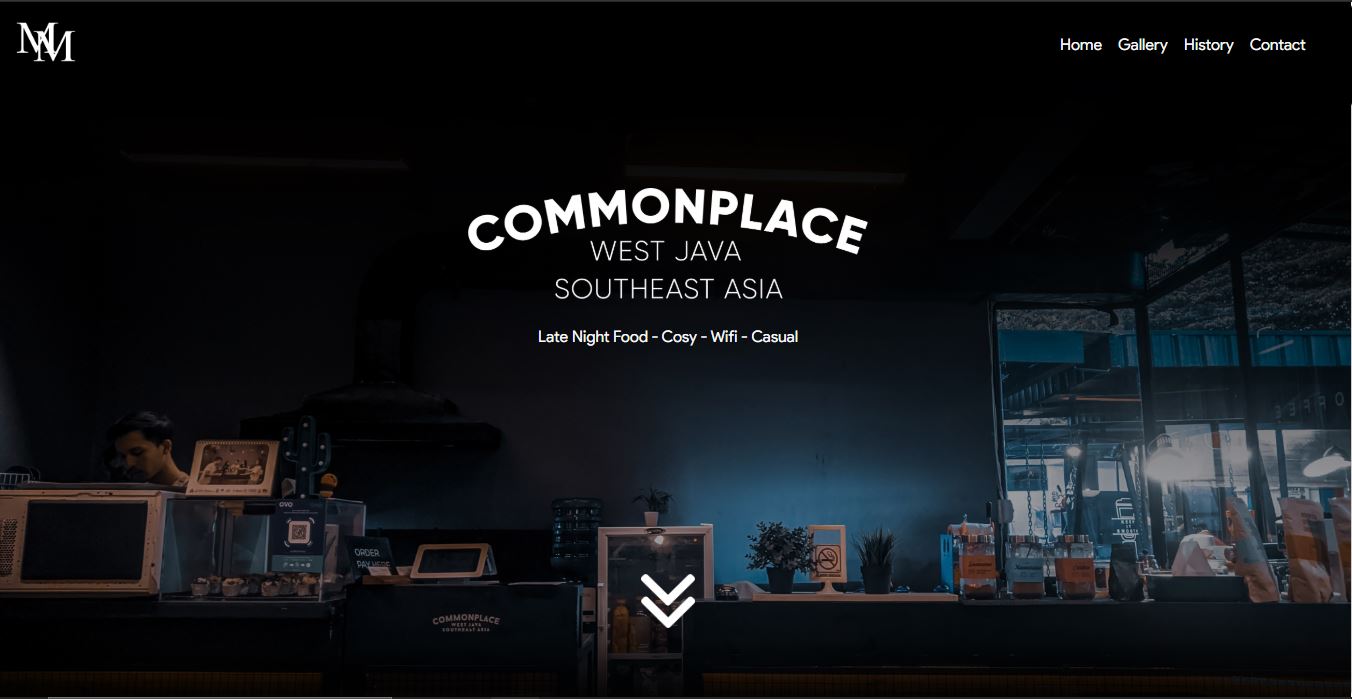 MM
Home Gallery History Contact
COMMONPLACE
WEST JAVA
SOUTHEAST ASIA
Late Night Food - Cosy - Wifi - Casual
OVO
ORDER
PAY HERE
COMMONPLACE
WEST JAVA
SOUTHEAST ASIA